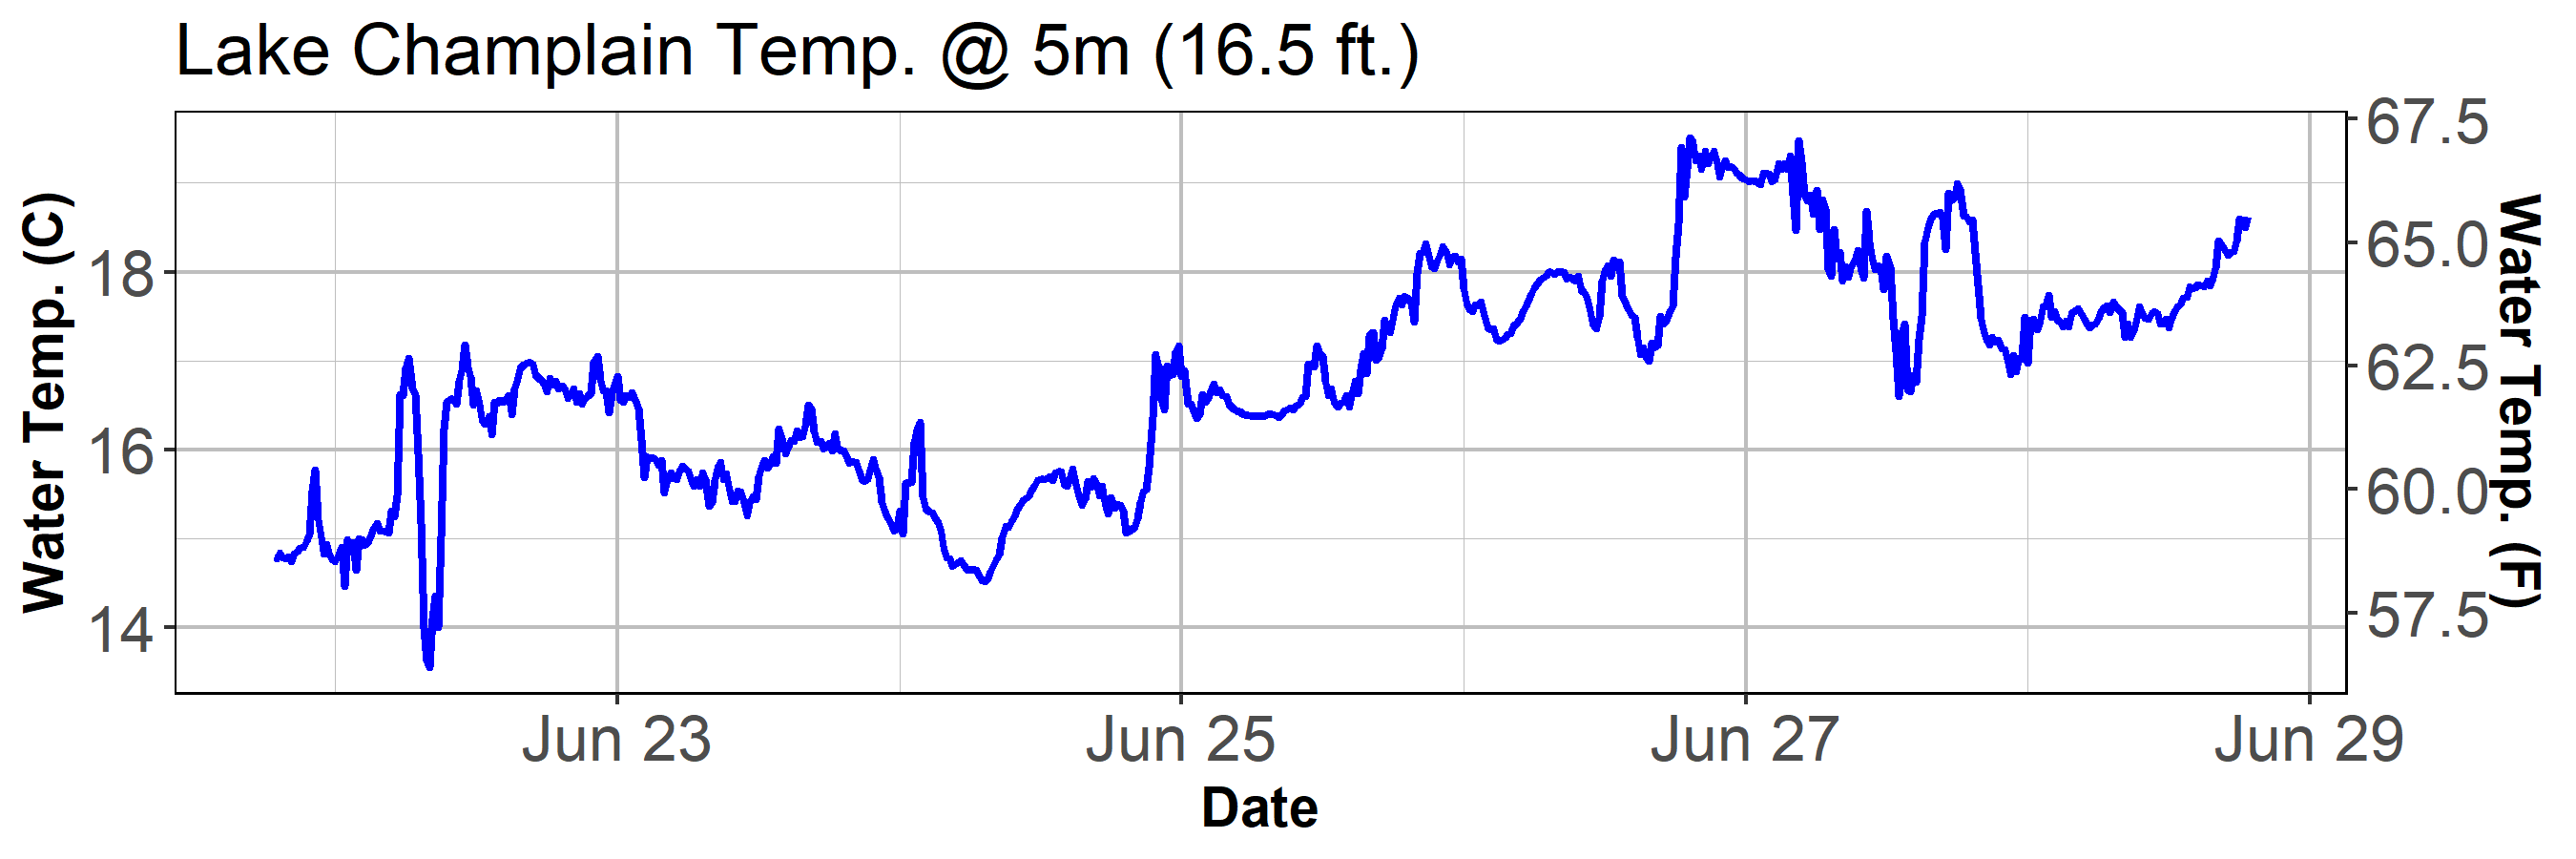 Lake Champlain Temp. @ 5m (16.5 ft.)
Water Temp. (C)
18
16
14
67.5
65.0
62.5
60.0
57.5
Water Temp. (F)
Jun 23 Jun 25 Jun 27 Jun 29
Date